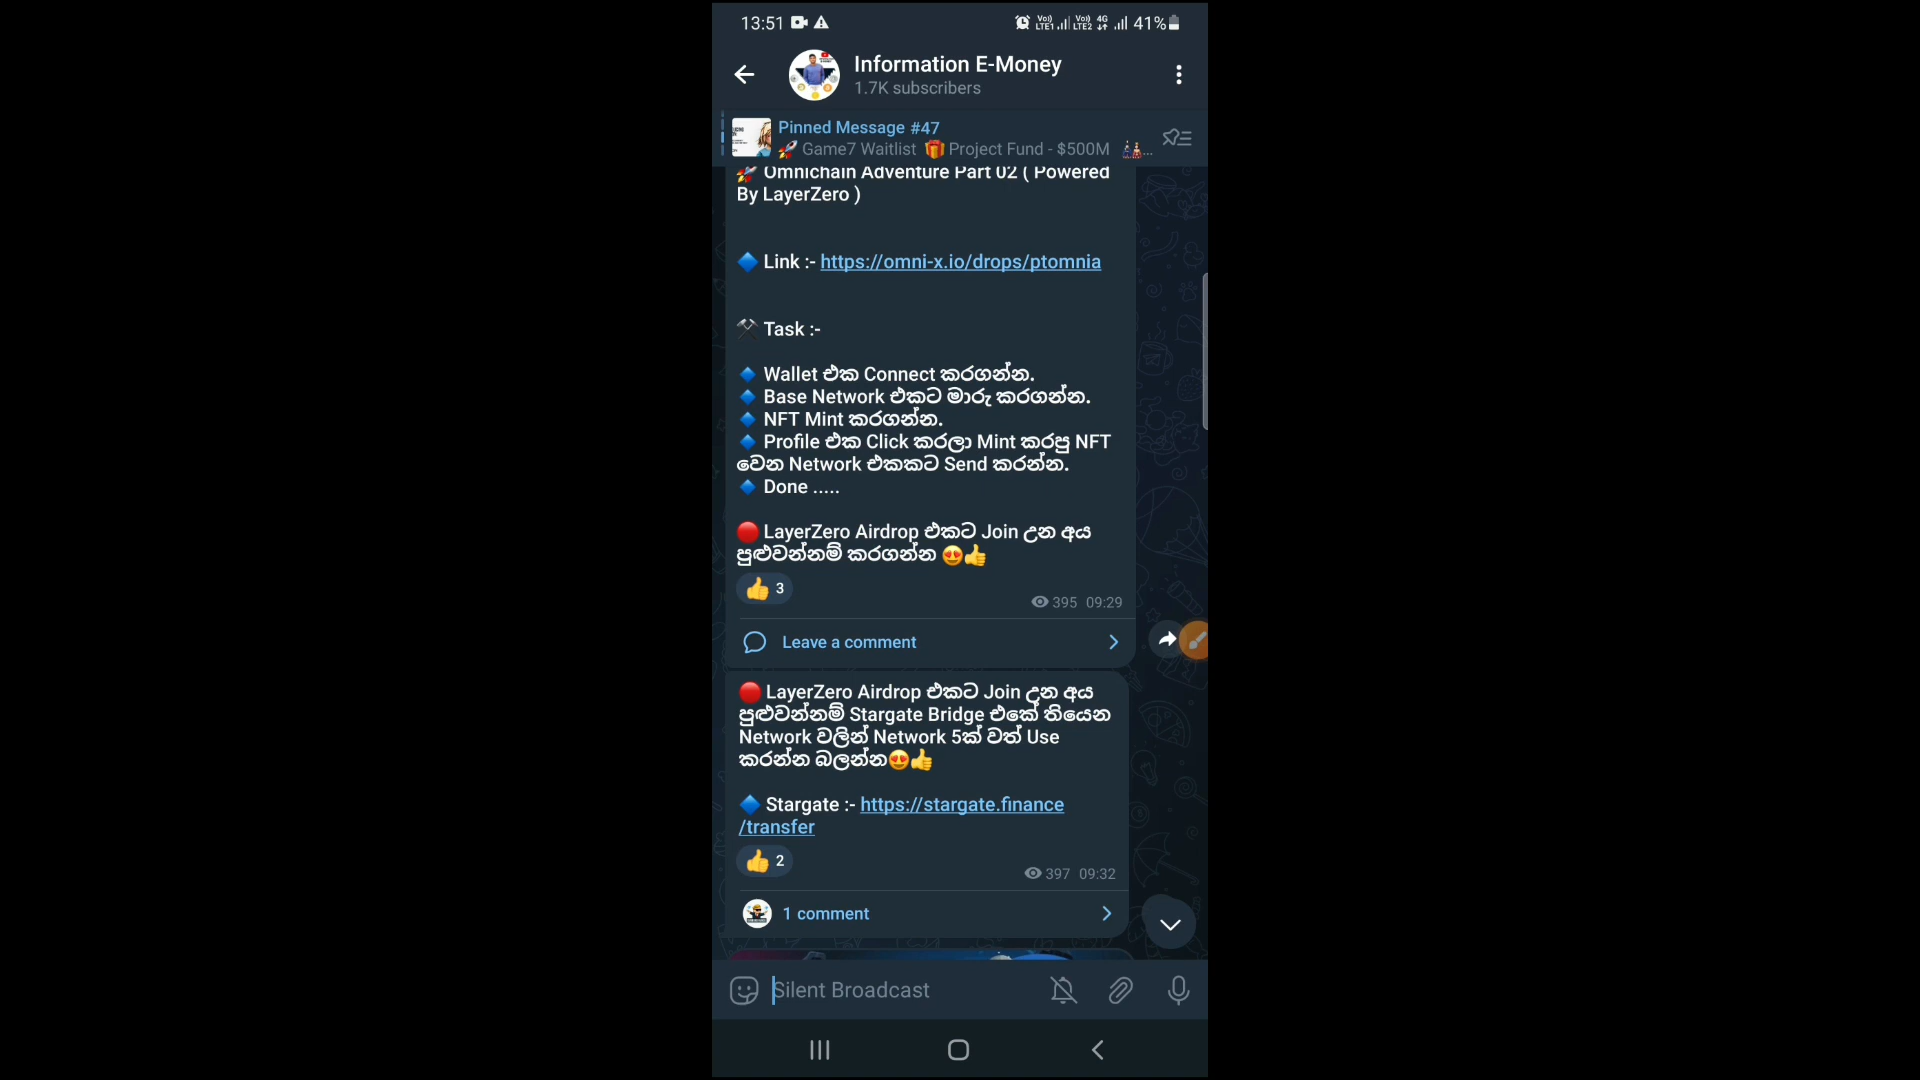 13:51
Vo) LTE1 Vo) LTE2 4G 41%
Information E-Money
1.7K subscribers
Pinned Message #47
🚀 Game7 Waitlist 🎁 Project Fund - $500M 👪...
🚀 Omnichain Adventure Part 02 ( Powered
By LayerZero )
🔷 Link :- https://omni-x.io/drops/ptomnia
⚒ Task :-
🔹 Wallet එක Connect කරගන්න.
🔹 Base Network එකට මාරු කරගන්න.
🔹 NFT Mint කරගන්න.
🔹 Profile එක Click කරලා Mint කරපු NFT
වෙන Network එකකට Send කරන්න.
🔹 Done .....
🔴 LayerZero Airdrop එකට Join උන අය
පුළුවන්නම් කරගන්න 😍👍
👍 3
395 09:29
Leave a comment
🔴 LayerZero Airdrop එකට Join උන අය
පුළුවන්නම් Stargate Bridge එකේ තියෙන
Network වලින් Network 5ක් වත් Use
කරන්න බලන්න😍👍
🔷 Stargate :- https://stargate.finance
/transfer
👍 2
397 09:32
1 comment
Silent Broadcast